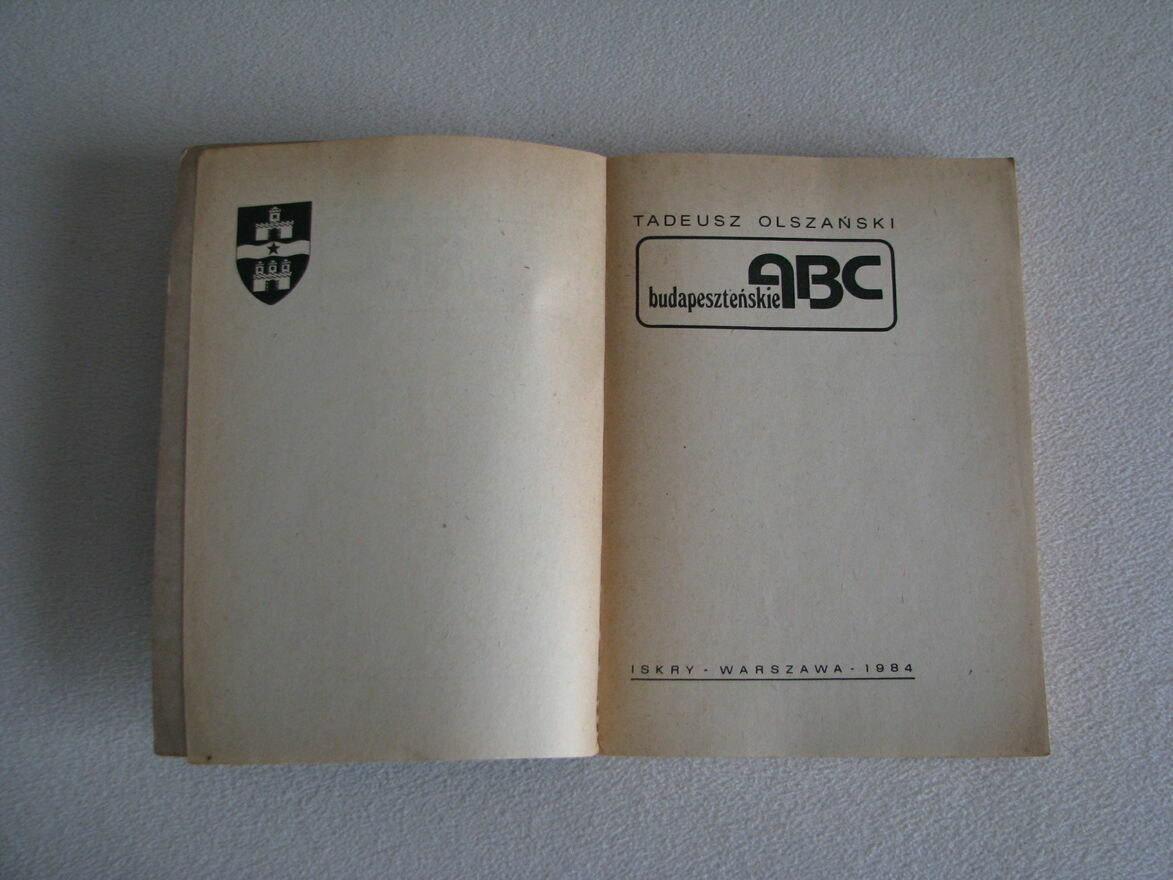 TADEUSZ OLSZAŃSKI
budapeszteńskie ABC
ISKRY - WARSZAWA - 1984